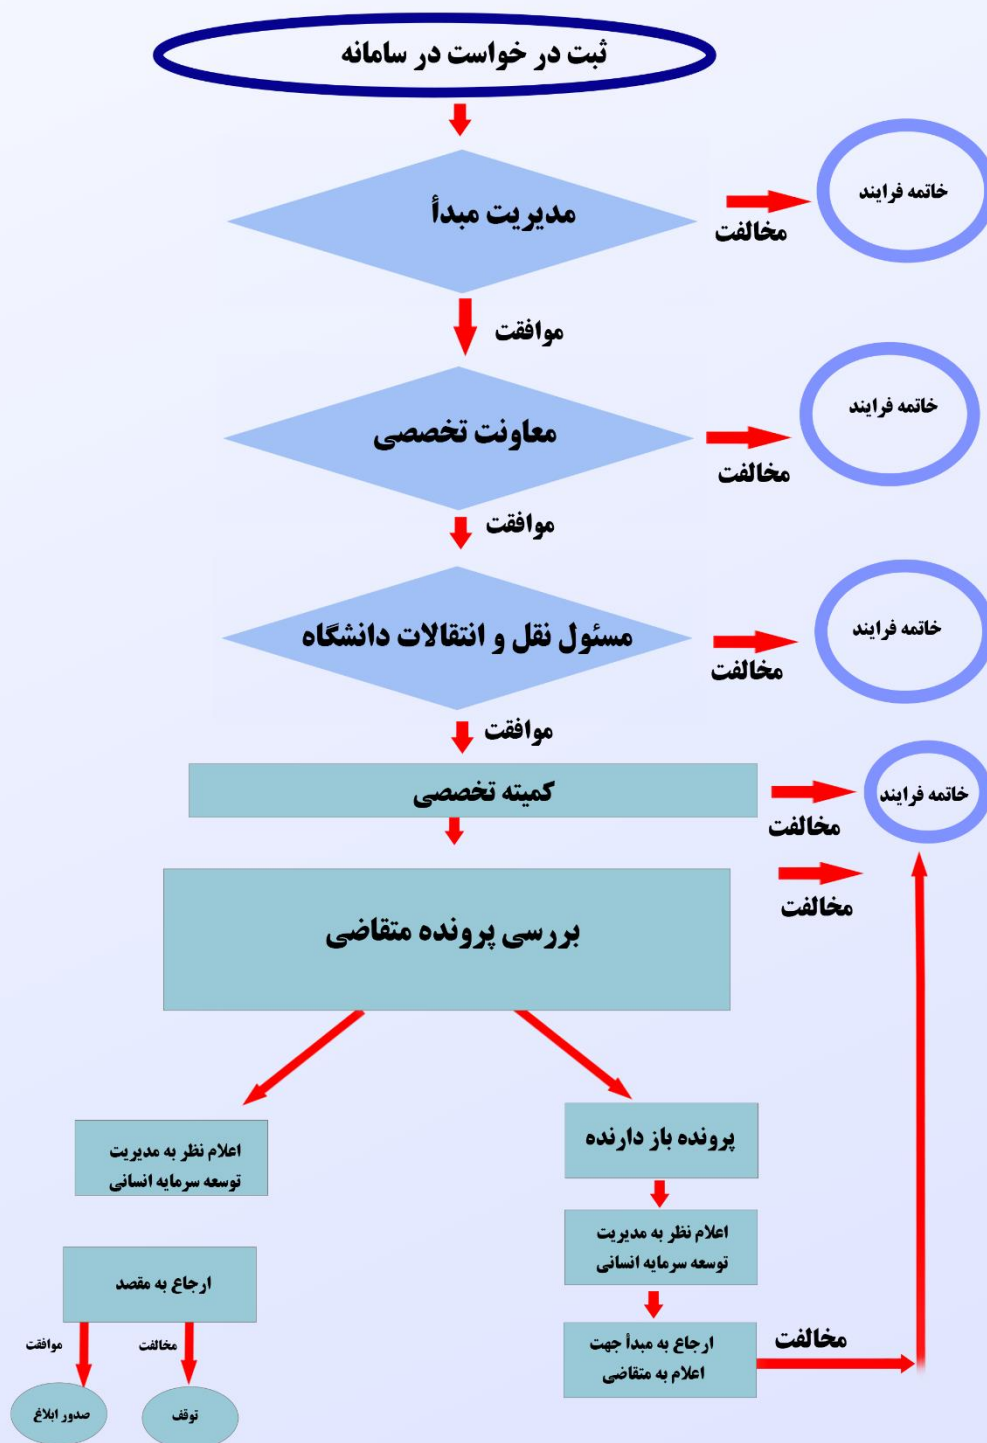 ثبت در خواست در سامانه
مدیریت مبدأ
مخالفت
خاتمه فرایند
موافقت
معاونت تخصصی
مخالفت
خاتمه فرایند
موافقت
مسئول نقل و انتقالات دانشگاه
مخالفت
خاتمه فرایند
موافقت
کمیته تخصصی
مخالفت
خاتمه فرایند
بررسی پرونده متقاضی
مخالفت
پرونده باز دارنده
اعلام نظر به مدیریت
توسعه سرمایه انسانی
اعلام نظر به مدیریت
توسعه سرمایه انسانی
ارجاع به مقصد
ارجاع به مبدأ جهت
اعلام به متقاضی
مخالفت
مخالفت
موافقت
توقف
صدور ابلاغ